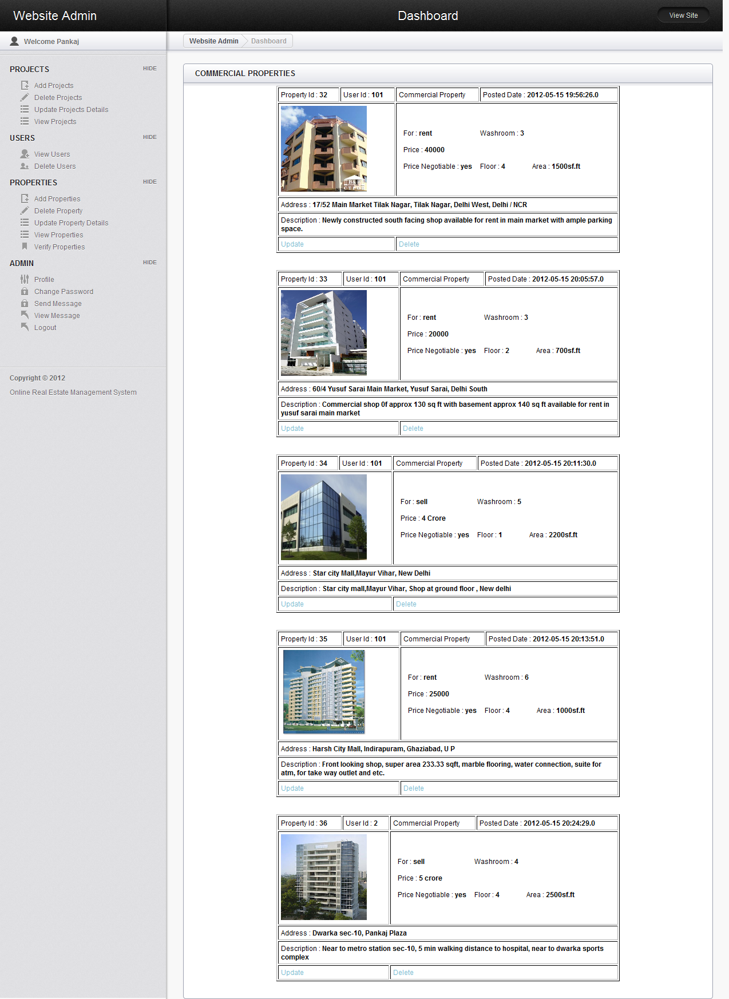 Website Admin
Dashboard
View Site
Welcome Pankaj
Website Admin
Dashboard
PROJECTS
HIDE
Add Projects
Delete Projects
Update Projects Details
View Projects
USERS
HIDE
View Users
Delete Users
PROPERTIES
HIDE
Add Properties
Delete Property
Update Property Details
View Properties
Verify Properties
ADMIN
HIDE
Profile
Change Password
Send Message
View Message
Logout
Copyright © 2012
Online Real Estate Management System
COMMERCIAL PROPERTIES
Property Id : 32 User Id : 101 Commercial Property Posted Date : 2012-05-15 19:56:26.0
For : rent Washroom : 3
Price : 40000
Price Negotiable : yes Floor : 4 Area : 1500sf.ft
Address : 17/52 Main Market Tilak Nagar, Tilak Nagar, Delhi West, Delhi / NCR
Description : Newly constructed south facing shop available for rent in main market with ample parking
space.
Update Delete
Property Id : 33 User Id : 101 Commercial Property Posted Date : 2012-05-15 20:05:57.0
For : rent Washroom : 3
Price : 20000
Price Negotiable : yes Floor : 2 Area : 700sf.ft
Address : 60/4 Yusuf Sarai Main Market, Yusuf Sarai, Delhi South
Description : Commercial shop 0f approx 130 sq ft with basement approx 140 sq ft available for rent in
yusuf sarai main market
Update Delete
Property Id : 34 User Id : 101 Commercial Property Posted Date : 2012-05-15 20:11:30.0
For : sell Washroom : 5
Price : 4 Crore
Price Negotiable : yes Floor : 1 Area : 2200sf.ft
Address : Star city Mall,Mayur Vihar, New Delhi
Description : Star city mall,Mayur Vihar, Shop at ground floor , New delhi
Update Delete
Property Id : 35 User Id : 101 Commercial Property Posted Date : 2012-05-15 20:13:51.0
For : rent Washroom : 6
Price : 25000
Price Negotiable : yes Floor : 4 Area : 1000sf.ft
Address : Harsh City Mall, Indirapuram, Ghaziabad, U P
Description : Front looking shop, super area 233.33 sqft, marble flooring, water connection, suite for
atm, for take way outlet and etc.
Update Delete
Property Id : 36 User Id : 2 Commercial Property Posted Date : 2012-05-15 20:24:29.0
For : sell Washroom : 4
Price : 5 crore
Price Negotiable : yes Floor : 4 Area : 2500sf.ft
Address : Dwarka sec-10, Pankaj Plaza
Description : Near to metro station sec-10, 5 min walking distance to hospital, near to dwarka sports
complex
Update Delete